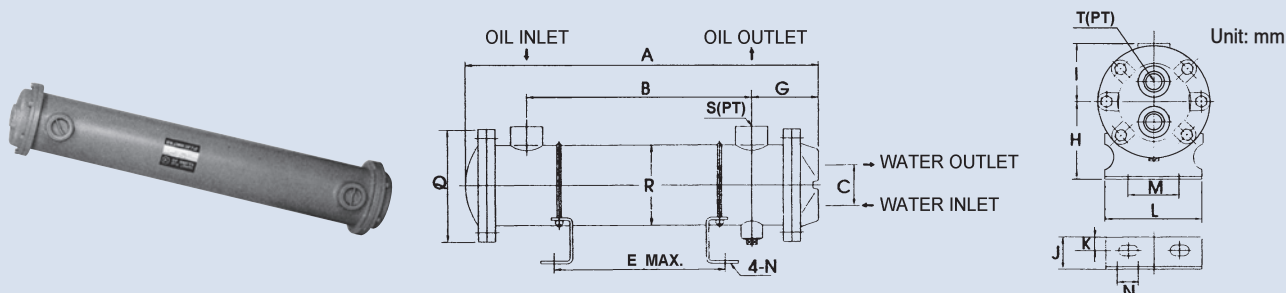 OIL INLET
OIL OUTLET
A
B
G
S(PT)
Q
R
C
WATER OUTLET
WATER INLET
E MAX.
4-N
T(PT)
Unit: mm
I
H
M
L
K
J
N